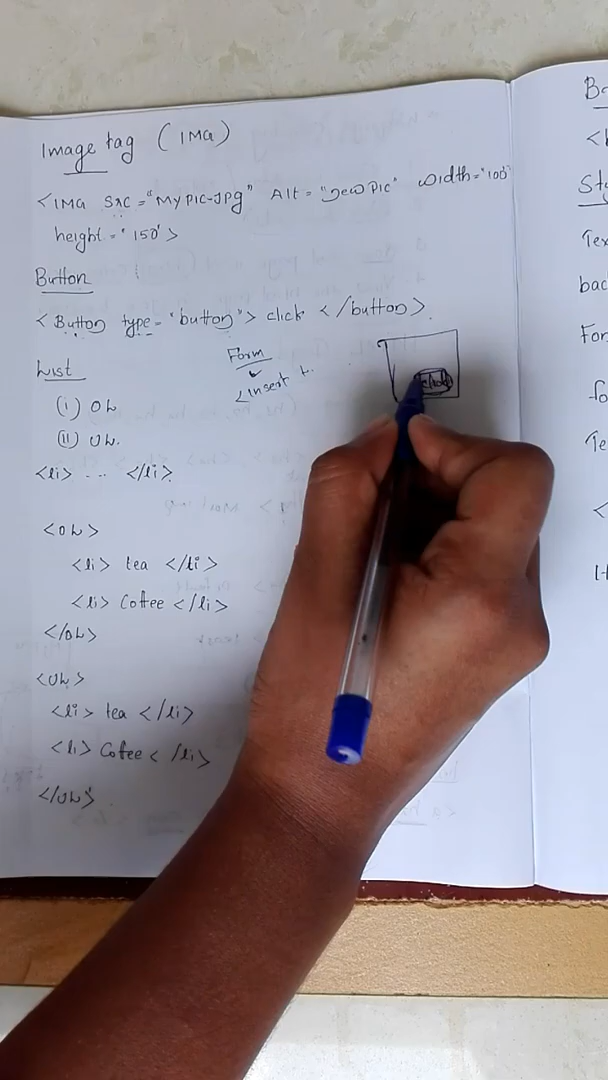 Image tag (IMG)
<IMG Src = "My Pic-Jpg" Alt = "new Pic" width = "100"
height = "150">
Button
<Button type = "button"> click </button>.
Form
<Insert
click
List
(i) OL
(ii) UL.
<li> ... </li>
<OL>
<li> tea </li>
<li> Coffee </li>
</OL>
<UL>
<li> tea </li>
<li> Cofee < /li>
</UL>